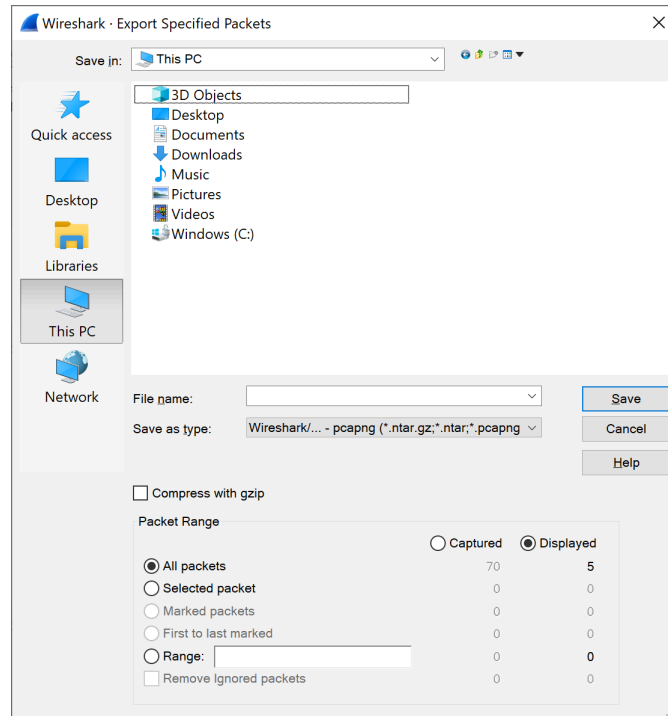 Wireshark · Export Specified Packets
Save in: This PC
3D Objects
Desktop
Documents
Downloads
Music
Pictures
Videos
Windows (C:)
Quick access
Desktop
Libraries
This PC
Network
File name:
Save
Save as type: Wireshark/... - pcapng (*.ntar.gz;*.ntar;*.pcapng
Cancel
Help
Compress with gzip
Packet Range
Captured Displayed
All packets 70 5
Selected packet 0 0
Marked packets 0 0
First to last marked 0 0
Range: 0 0
Remove Ignored packets 0 0